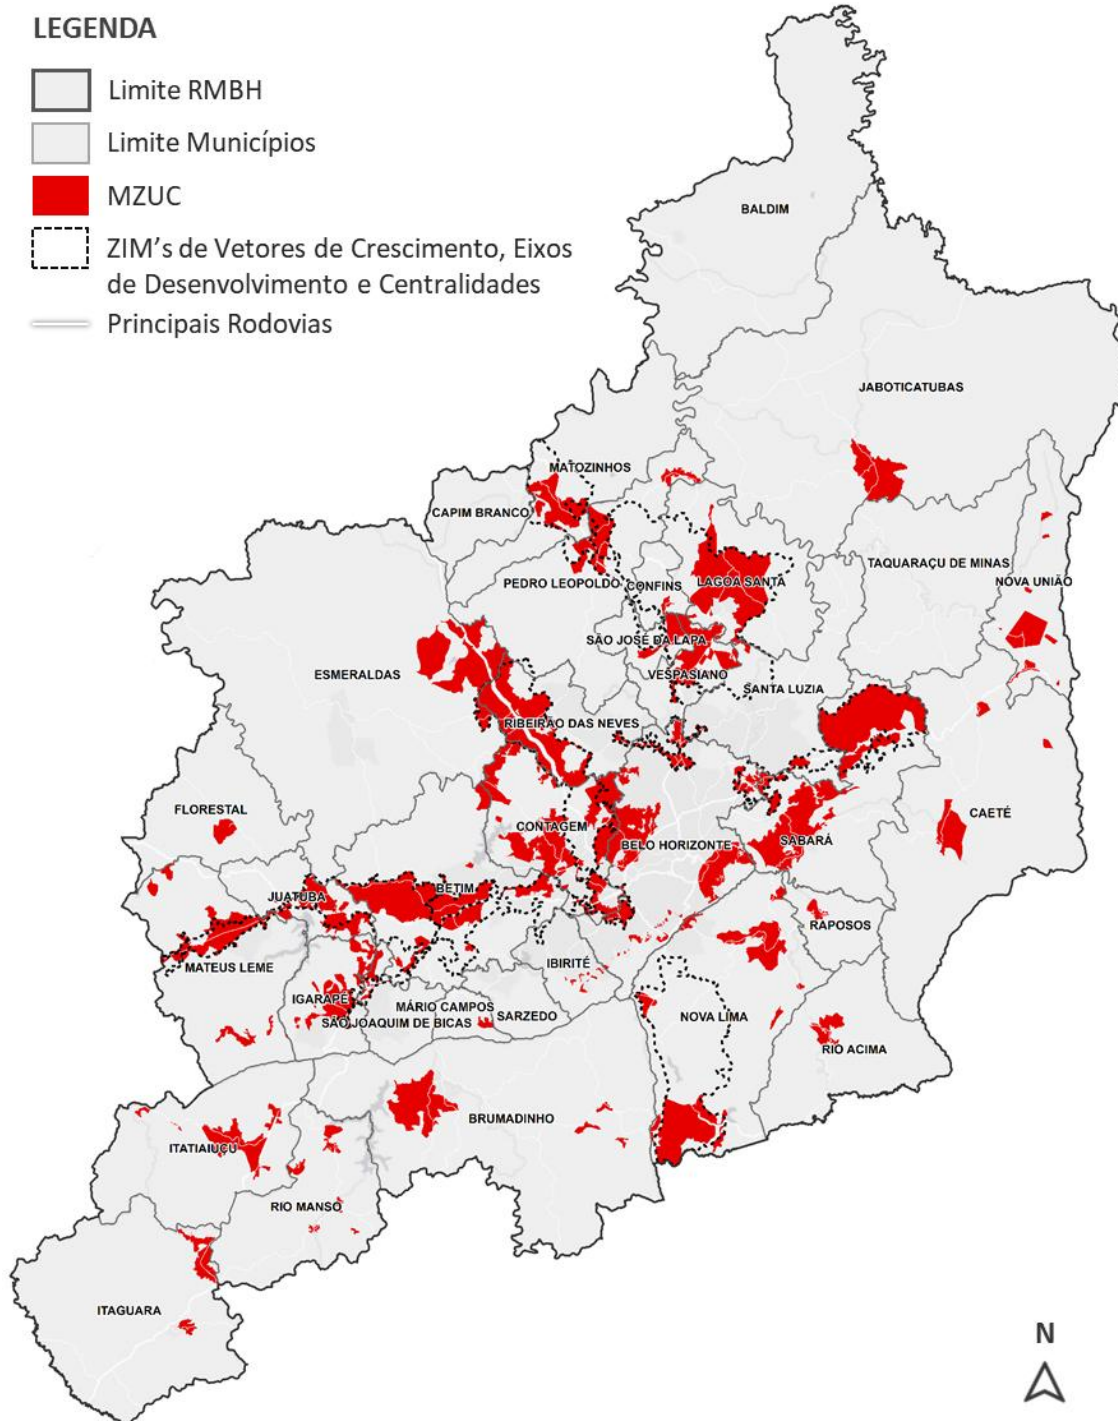 LEGENDA
Limite RMBH
Limite Municípios
MZUC
ZIM's de Vetores de Crescimento, Eixos
de Desenvolvimento e Centralidades
Principais Rodovias
BALDIM
JABOTICATUBAS
MATOZINHOS
CAPIM BRANCO
TAQUARAÇU DE MINAS
PEDRO LEOPOLDO
CONFINS
LAGOA SANTA
NOVA UNIÃO
SÃO JOSÉ DA LAPA
ESMERALDAS
VESPASIANO
SANTA LUZIA
RIBEIRÃO DAS NEVES
FLORESTAL
CONTAGEM
BELO HORIZONTE
SABARÁ
CAETÉ
JUATUBA
BETIM
RAPOSOS
MATEUS LEME
IBIRITÉ
IGARAPÉ
MÁRIO CAMPOS
SARZEDO
NOVA LIMA
SÃO JOAQUIM DE BICAS
RIO ACIMA
BRUMADINHO
ITATIAIUÇU
RIO MANSO
ITAGUARA
N